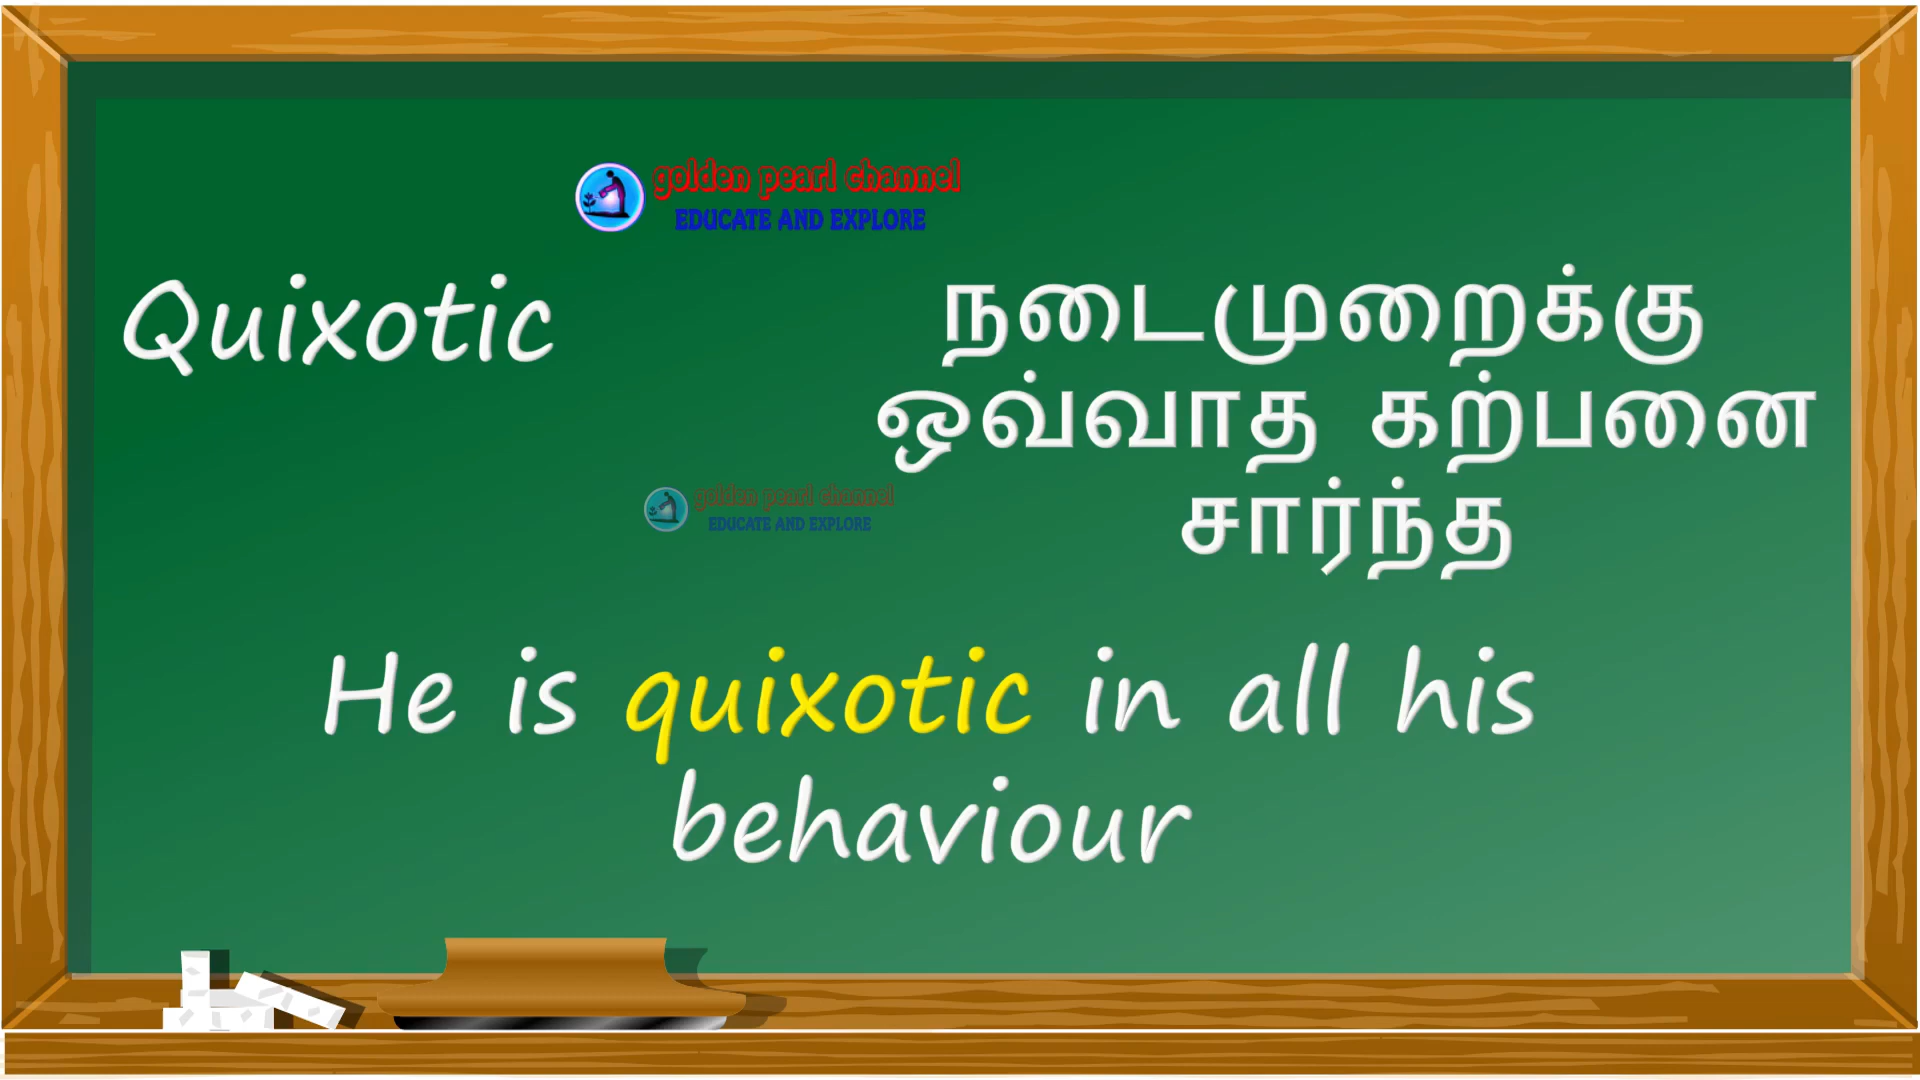 golden pearl channel
EDUCATE AND EXPLORE
Quixotic
நடைமுறைக்கு
ஒவ்வாத கற்பனை
சார்ந்த
golden pearl channel
EDUCATE AND EXPLORE
He is quixotic in all his
behaviour